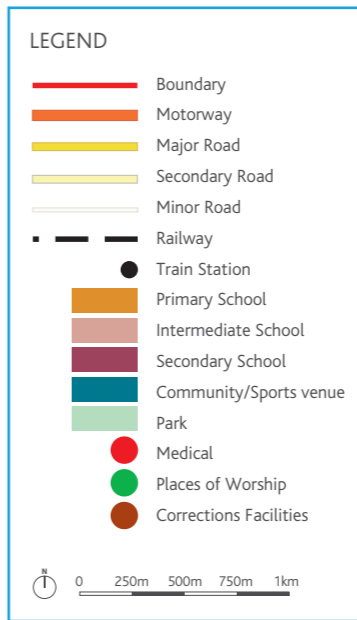 LEGEND
Boundary
Motorway
Major Road
Secondary Road
Minor Road
Railway
Train Station
Primary School
Intermediate School
Secondary School
Community/Sports venue
Park
Medical
Places of Worship
Corrections Facilities
N
0 250m 500m 750m 1km